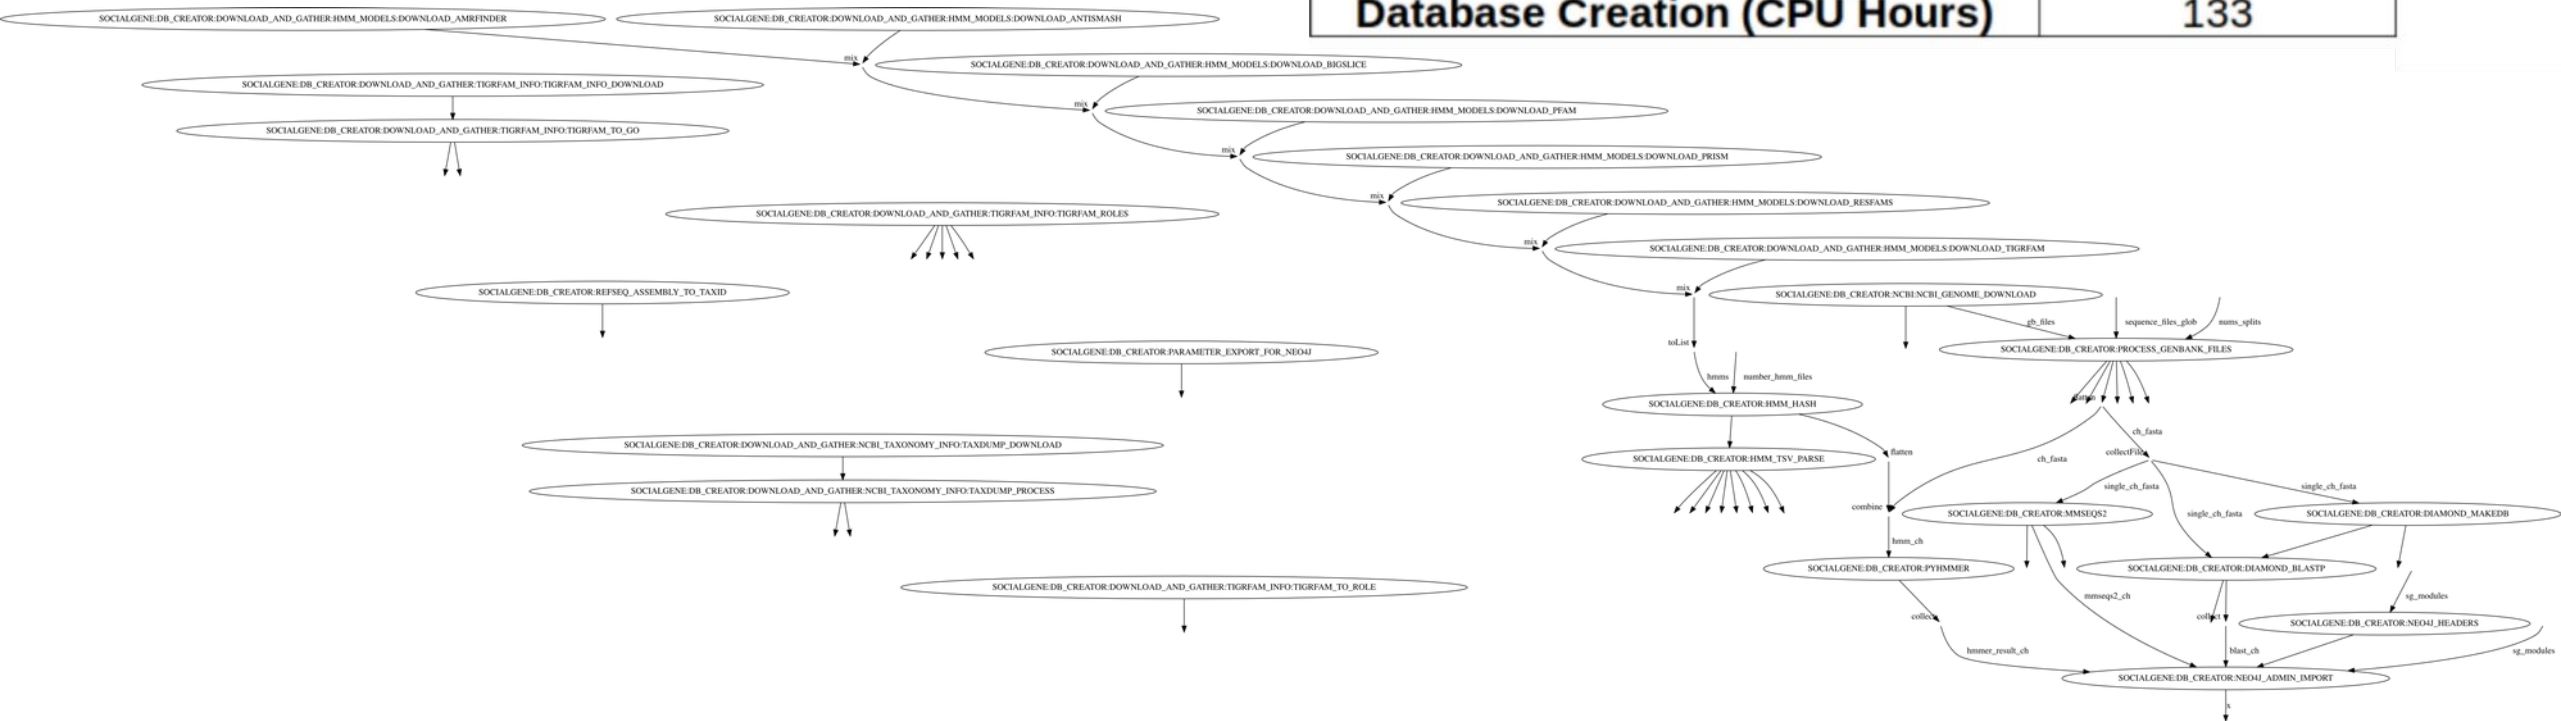 SOCIALGENE:DB_CREATOR:DOWNLOAD_AND_GATHER:HMM_MODELS:DOWNLOAD_AMRFINDER
SOCIALGENE:DB_CREATOR:DOWNLOAD_AND_GATHER:HMM_MODELS:DOWNLOAD_ANTISMASH
Database Creation (CPU Hours) 133
mix
SOCIALGENE:DB_CREATOR:DOWNLOAD_AND_GATHER:HMM_MODELS:DOWNLOAD_BIGSLICE
SOCIALGENE:DB_CREATOR:DOWNLOAD_AND_GATHER:TIGRFAM_INFO:TIGRFAM_INFO_DOWNLOAD
mix
SOCIALGENE:DB_CREATOR:DOWNLOAD_AND_GATHER:HMM_MODELS:DOWNLOAD_PFAM
SOCIALGENE:DB_CREATOR:DOWNLOAD_AND_GATHER:TIGRFAM_INFO:TIGRFAM_TO_GO
mix
SOCIALGENE:DB_CREATOR:DOWNLOAD_AND_GATHER:HMM_MODELS:DOWNLOAD_PRISM
mix
SOCIALGENE:DB_CREATOR:DOWNLOAD_AND_GATHER:HMM_MODELS:DOWNLOAD_RESFAMS
SOCIALGENE:DB_CREATOR:DOWNLOAD_AND_GATHER:TIGRFAM_INFO:TIGRFAM_ROLES
mix
SOCIALGENE:DB_CREATOR:DOWNLOAD_AND_GATHER:HMM_MODELS:DOWNLOAD_TIGRFAM
SOCIALGENE:DB_CREATOR:REFSEQ_ASSEMBLY_TO_TAXID
mix
SOCIALGENE:DB_CREATOR:NCBI:NCBI_GENOME_DOWNLOAD
gb_files
sequence_files_glob
nums_splits
toList
SOCIALGENE:DB_CREATOR:PARAMETER_EXPORT_FOR_NEO4J
SOCIALGENE:DB_CREATOR:PROCESS_GENBANK_FILES
hmms
number_hmm_files
flatten
SOCIALGENE:DB_CREATOR:HMM_HASH
ch_fasta
SOCIALGENE:DB_CREATOR:DOWNLOAD_AND_GATHER:NCBI_TAXONOMY_INFO:TAXDUMP_DOWNLOAD
flatten
collectFile
SOCIALGENE:DB_CREATOR:HMM_TSV_PARSE
ch_fasta
single_ch_fasta
single_ch_fasta
SOCIALGENE:DB_CREATOR:DOWNLOAD_AND_GATHER:NCBI_TAXONOMY_INFO:TAXDUMP_PROCESS
combine
SOCIALGENE:DB_CREATOR:MMSEQS2
single_ch_fasta
SOCIALGENE:DB_CREATOR:DIAMOND_MAKEDB
hmm_ch
SOCIALGENE:DB_CREATOR:PYHMMER
SOCIALGENE:DB_CREATOR:DIAMOND_BLASTP
SOCIALGENE:DB_CREATOR:DOWNLOAD_AND_GATHER:TIGRFAM_INFO:TIGRFAM_TO_ROLE
mmseqs2_ch
sg_modules
collect
collect
SOCIALGENE:DB_CREATOR:NEO4J_HEADERS
hmmer_result_ch
blast_ch
sg_modules
SOCIALGENE:DB_CREATOR:NEO4J_ADMIN_IMPORT
x